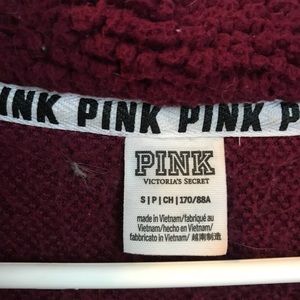 INK PINK PINK PINK
PINK
VICTORIA'S SECRET
S | P | CH | 170/88A
made in Vietnam/fabriqué au
Vietnam/hecho en Vietnam/
fabbricato in Vietnam/ 越南制造